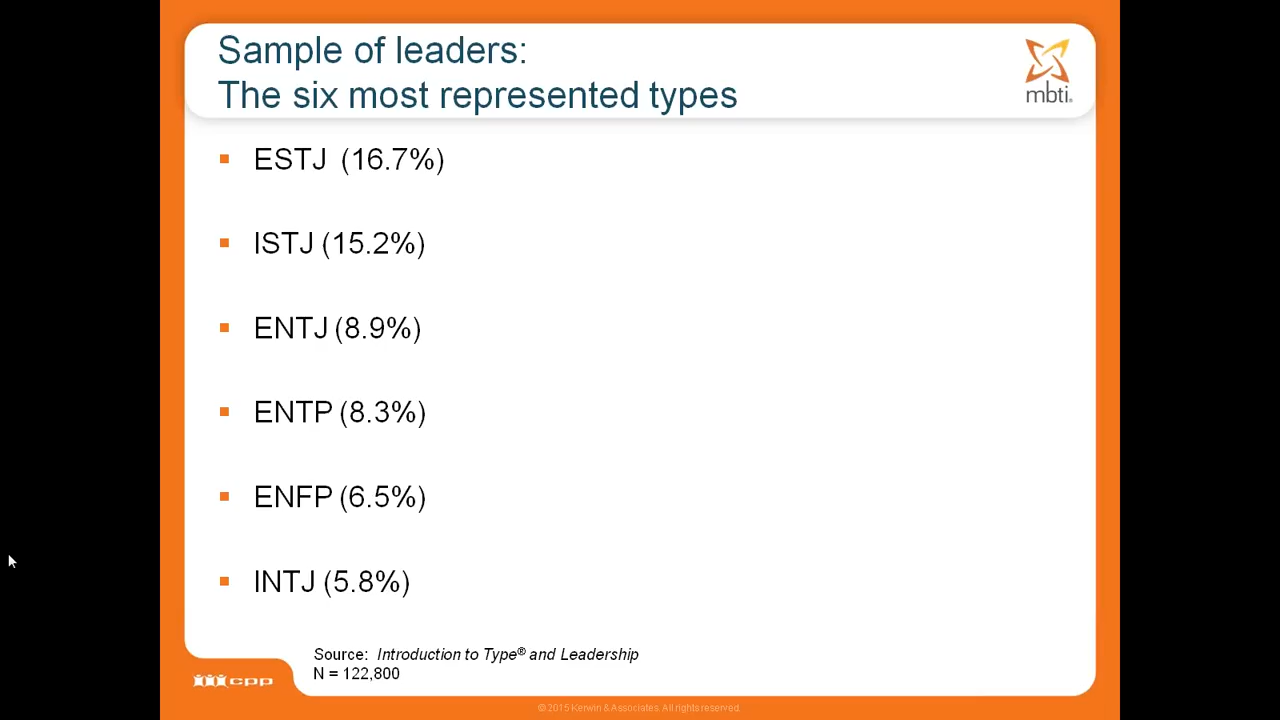 Sample of leaders:
The six most represented types
mbti®
ESTJ (16.7%)
ISTJ (15.2%)
ENTJ (8.9%)
ENTP (8.3%)
ENFP (6.5%)
INTJ (5.8%)
Source: Introduction to Type® and Leadership
N = 122,800
cpp
© 2015 Kerwin & Associates. All rights reserved.